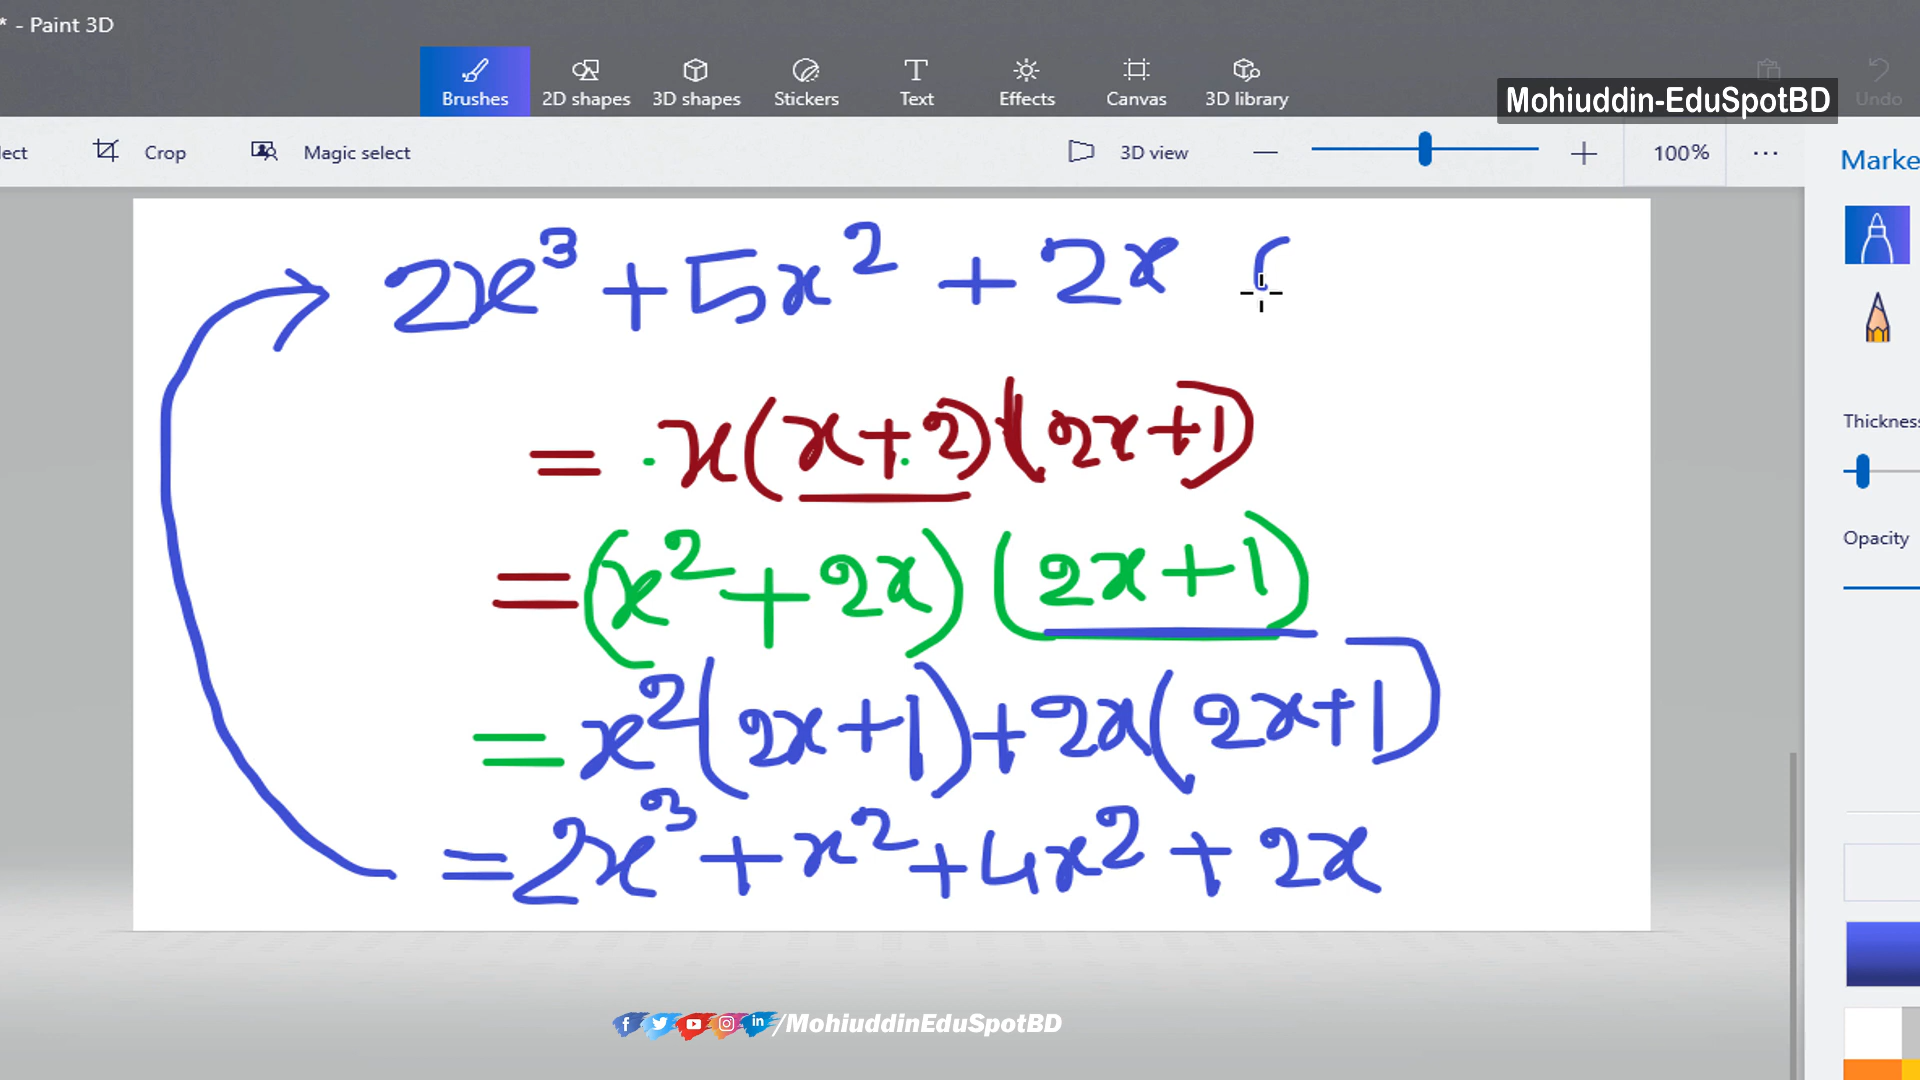 * - Paint 3D
Brushes 2D shapes 3D shapes Stickers Text Effects Canvas 3D library Undo
Mohiuddin-EduSpotBD
lect Crop Magic select 3D view 100% ...
Marke
2x³ + 5x² + 2x (
= x(x+2)(2x+1)
= (x² + 2x) (2x+1)
= x²(2x+1)+2x(2x+1)
= 2x³ + x² + 4x² + 2x
Thickness
Opacity
/MohiuddinEduSpotBD